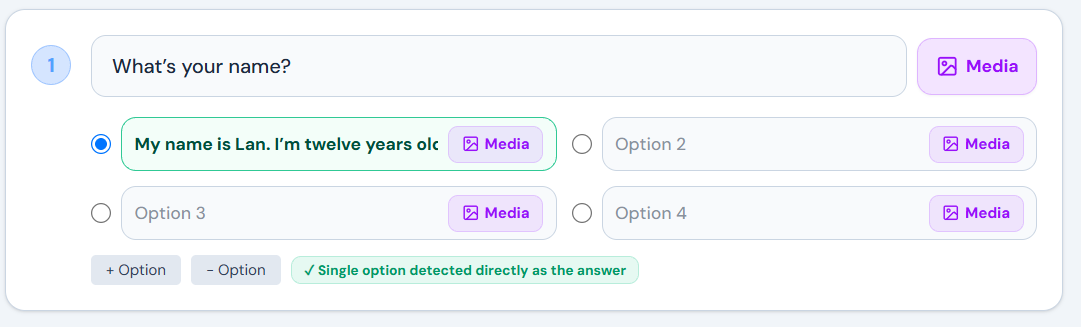 1 What’s your name? Media
My name is Lan. I’m twelve years old Media Option 2 Media
Option 3 Media Option 4 Media
+ Option - Option ✓ Single option detected directly as the answer